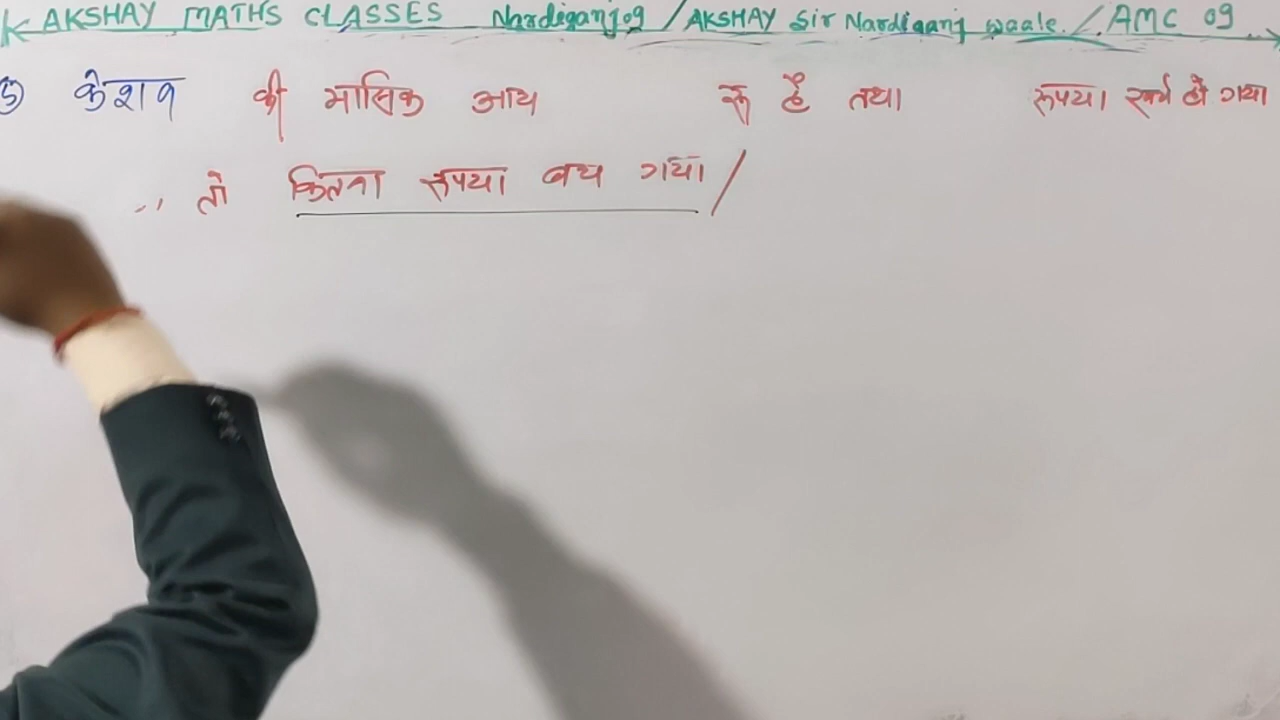 AKSHAY MATHS CLASSES Nardiganj09 / AKSHAY Sir Nardiganj waale / AMC 09
5 केशव की मासिक आय रू है तथा रूपया खर्च हो गया
तो कितना रूपया बच गया /